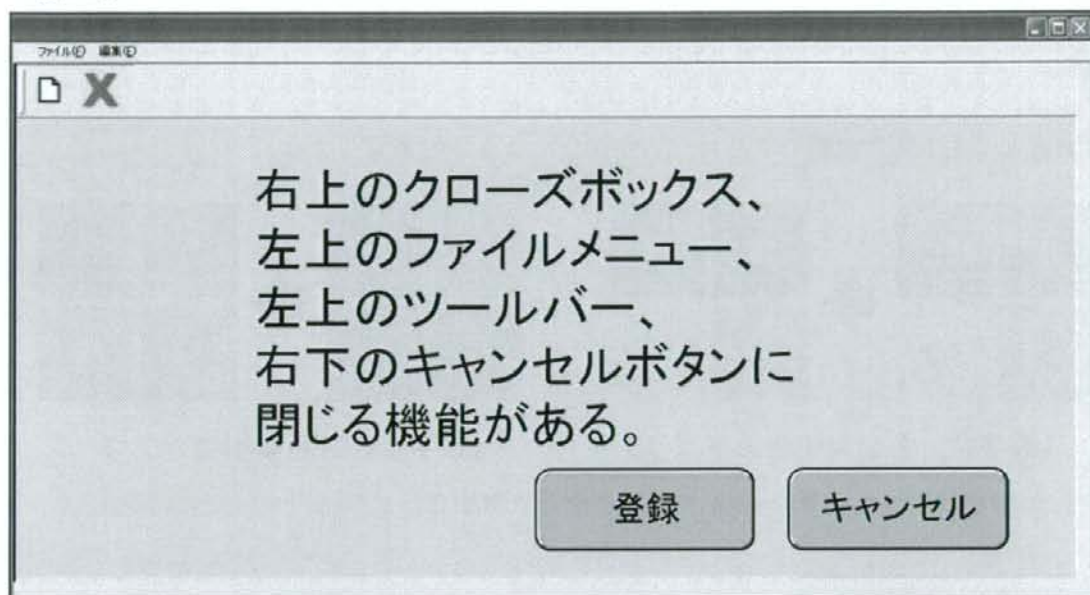 ファイル(F) 編集(E)
右上のクローズボックス、
左上のファイルメニュー、
左上のツールバー、
右下のキャンセルボタンに
閉じる機能がある。
登録 キャンセル